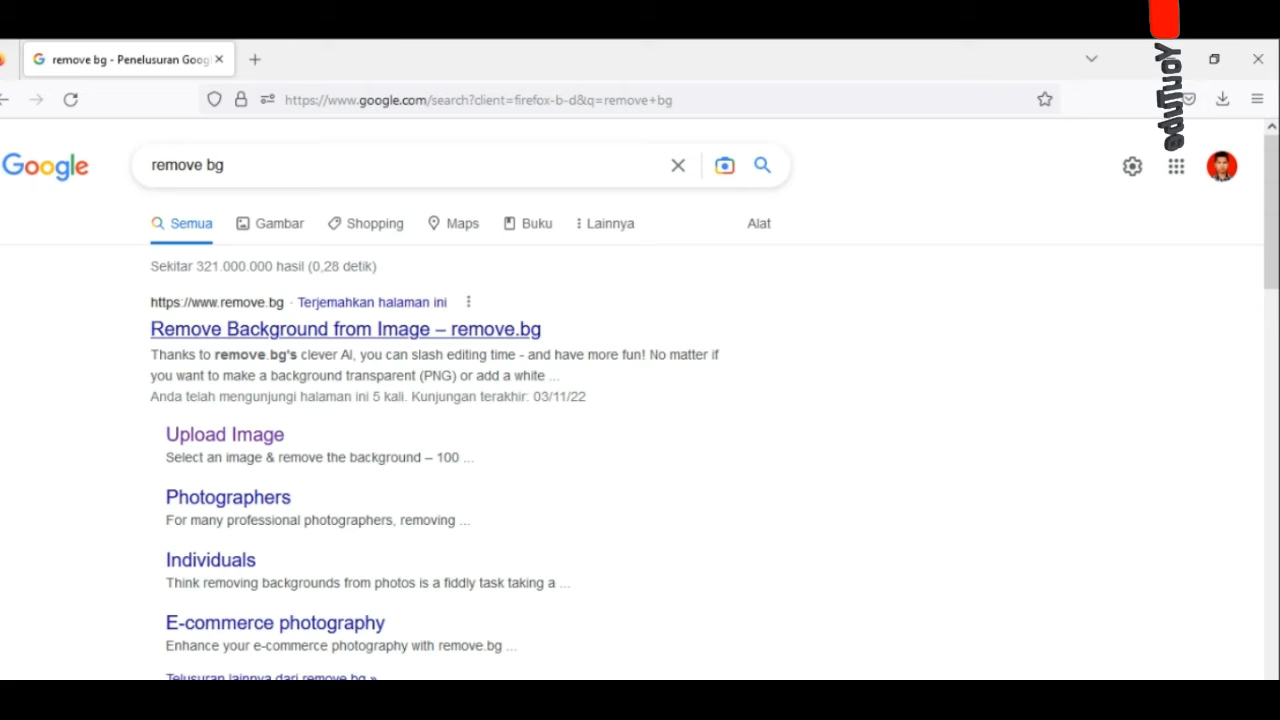 remove bg - Penelusuran Goog
YouTube
https://www.google.com/search?client=firefox-b-d&q=remove+bg
Google
remove bg
Semua
Gambar
Shopping
Maps
Buku
Lainnya
Alat
Sekitar 321.000.000 hasil (0,28 detik)
https://www.remove.bg · Terjemahkan halaman ini
Remove Background from Image – remove.bg
Thanks to remove.bg's clever AI, you can slash editing time - and have more fun! No matter if
you want to make a background transparent (PNG) or add a white ...
Anda telah mengunjungi halaman ini 5 kali. Kunjungan terakhir: 03/11/22
Upload Image
Select an image & remove the background – 100 ...
Photographers
For many professional photographers, removing ...
Individuals
Think removing backgrounds from photos is a fiddly task taking a ...
E-commerce photography
Enhance your e-commerce photography with remove.bg ...
Telusuran lainnya dari remove.bg »